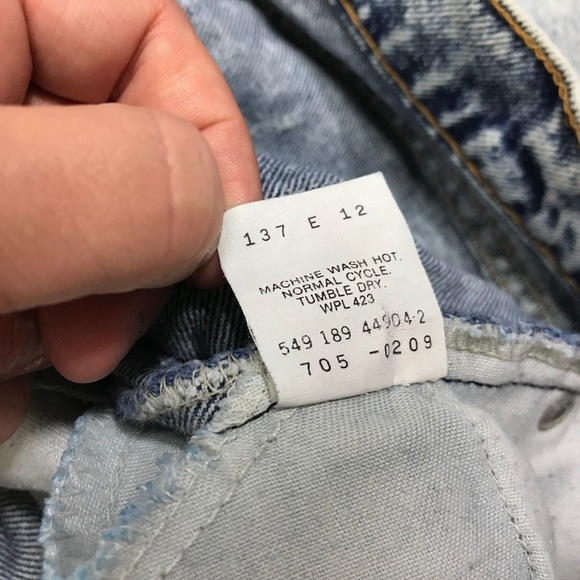 137 E 12
MACHINE WASH HOT.
NORMAL CYCLE.
TUMBLE DRY.
WPL 423
549 189 44904-2
705 -0209